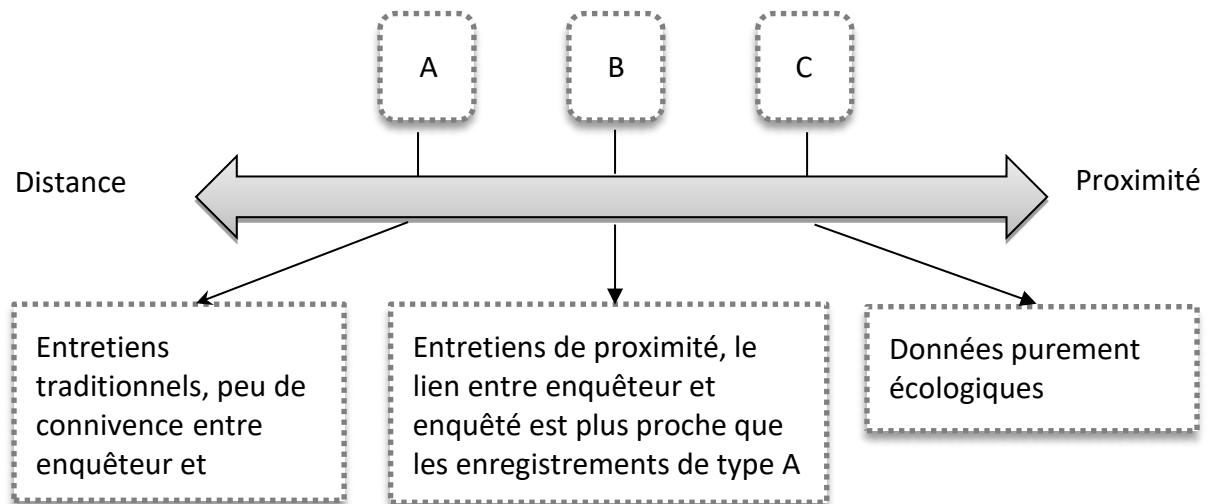 A
B
C
Distance
Proximité
Entretiens
traditionnels, peu de
connivence entre
enquêteur et
Entretiens de proximité, le
lien entre enquêteur et
enquêté est plus proche que
les enregistrements de type A
Données purement
écologiques